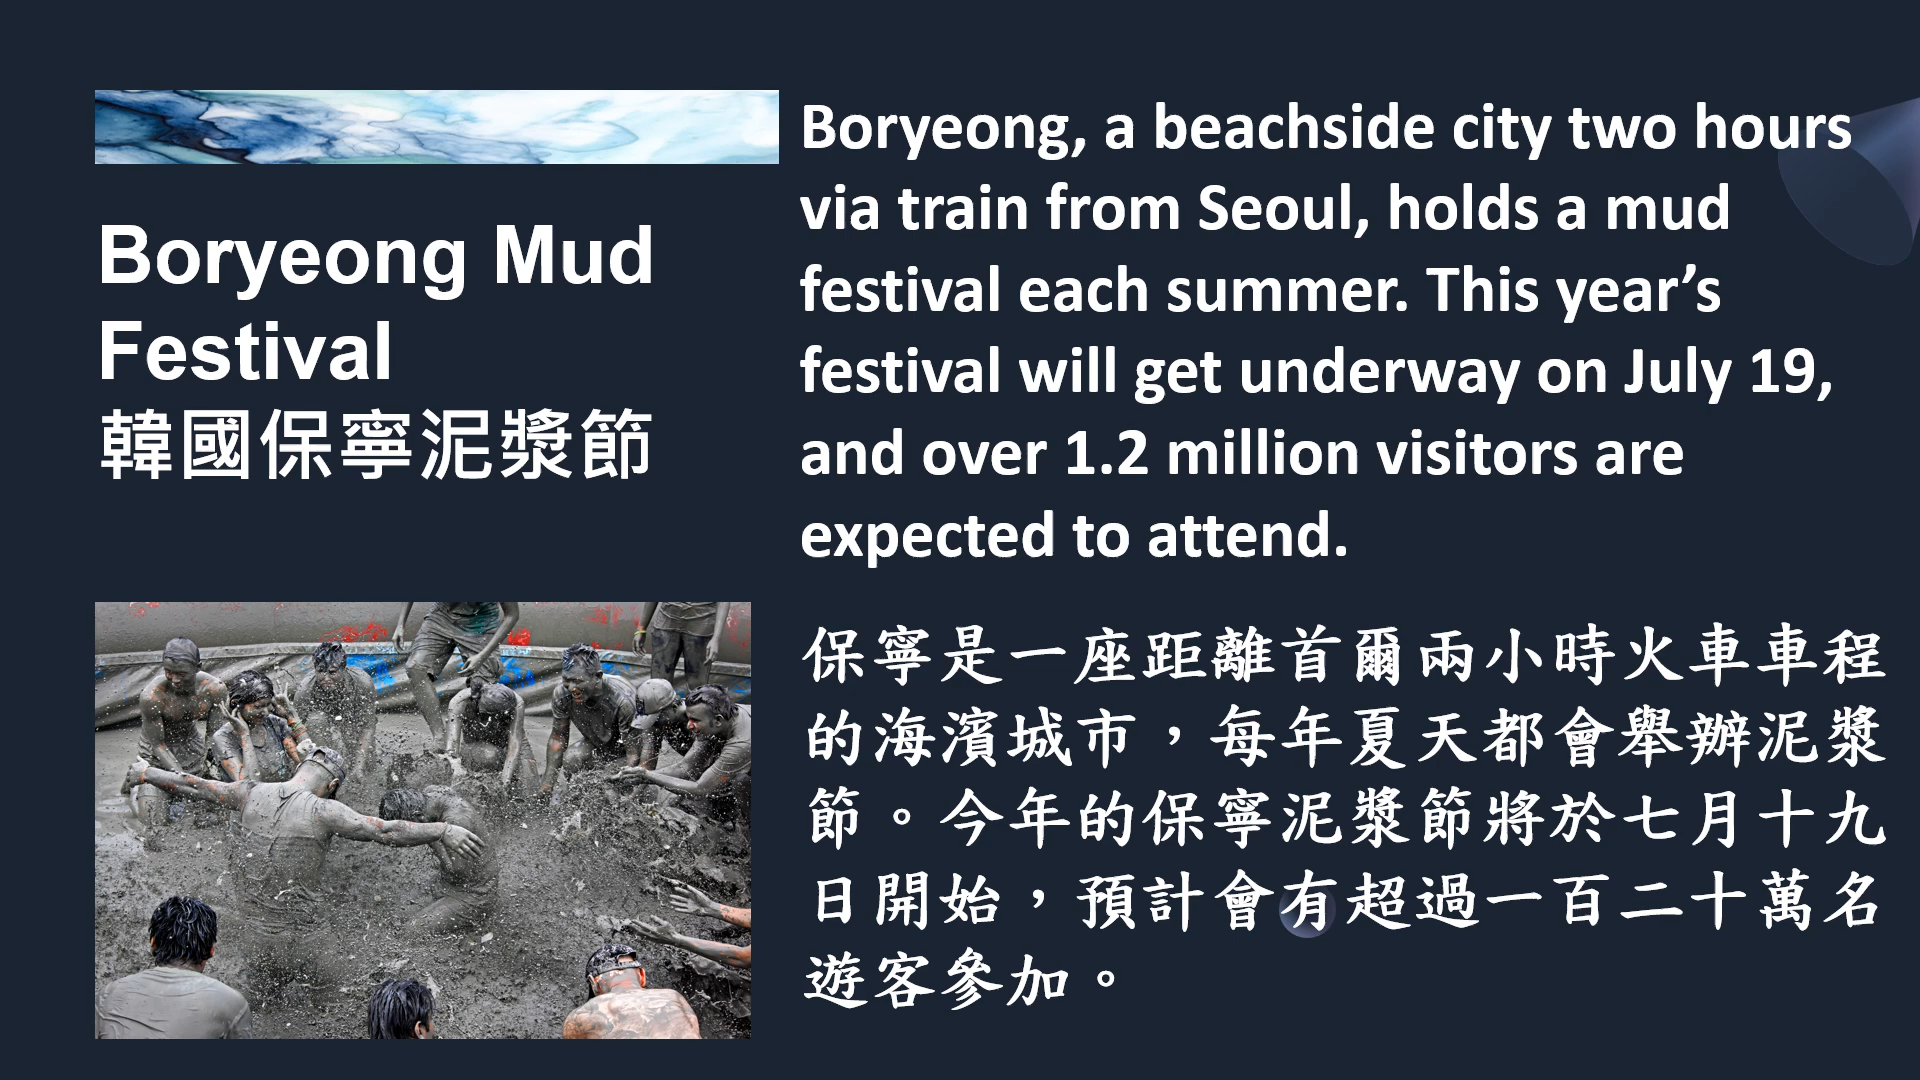 Boryeong Mud
Festival
韓國保寧泥漿節
Boryeong, a beachside city two hours
via train from Seoul, holds a mud
festival each summer. This year’s
festival will get underway on July 19,
and over 1.2 million visitors are
expected to attend.
保寧是一座距離首爾兩小時火車車程
的海濱城市，每年夏天都會舉辦泥漿
節。今年的保寧泥漿節將於七月十九
日開始，預計會有超過一百二十萬名
遊客參加。